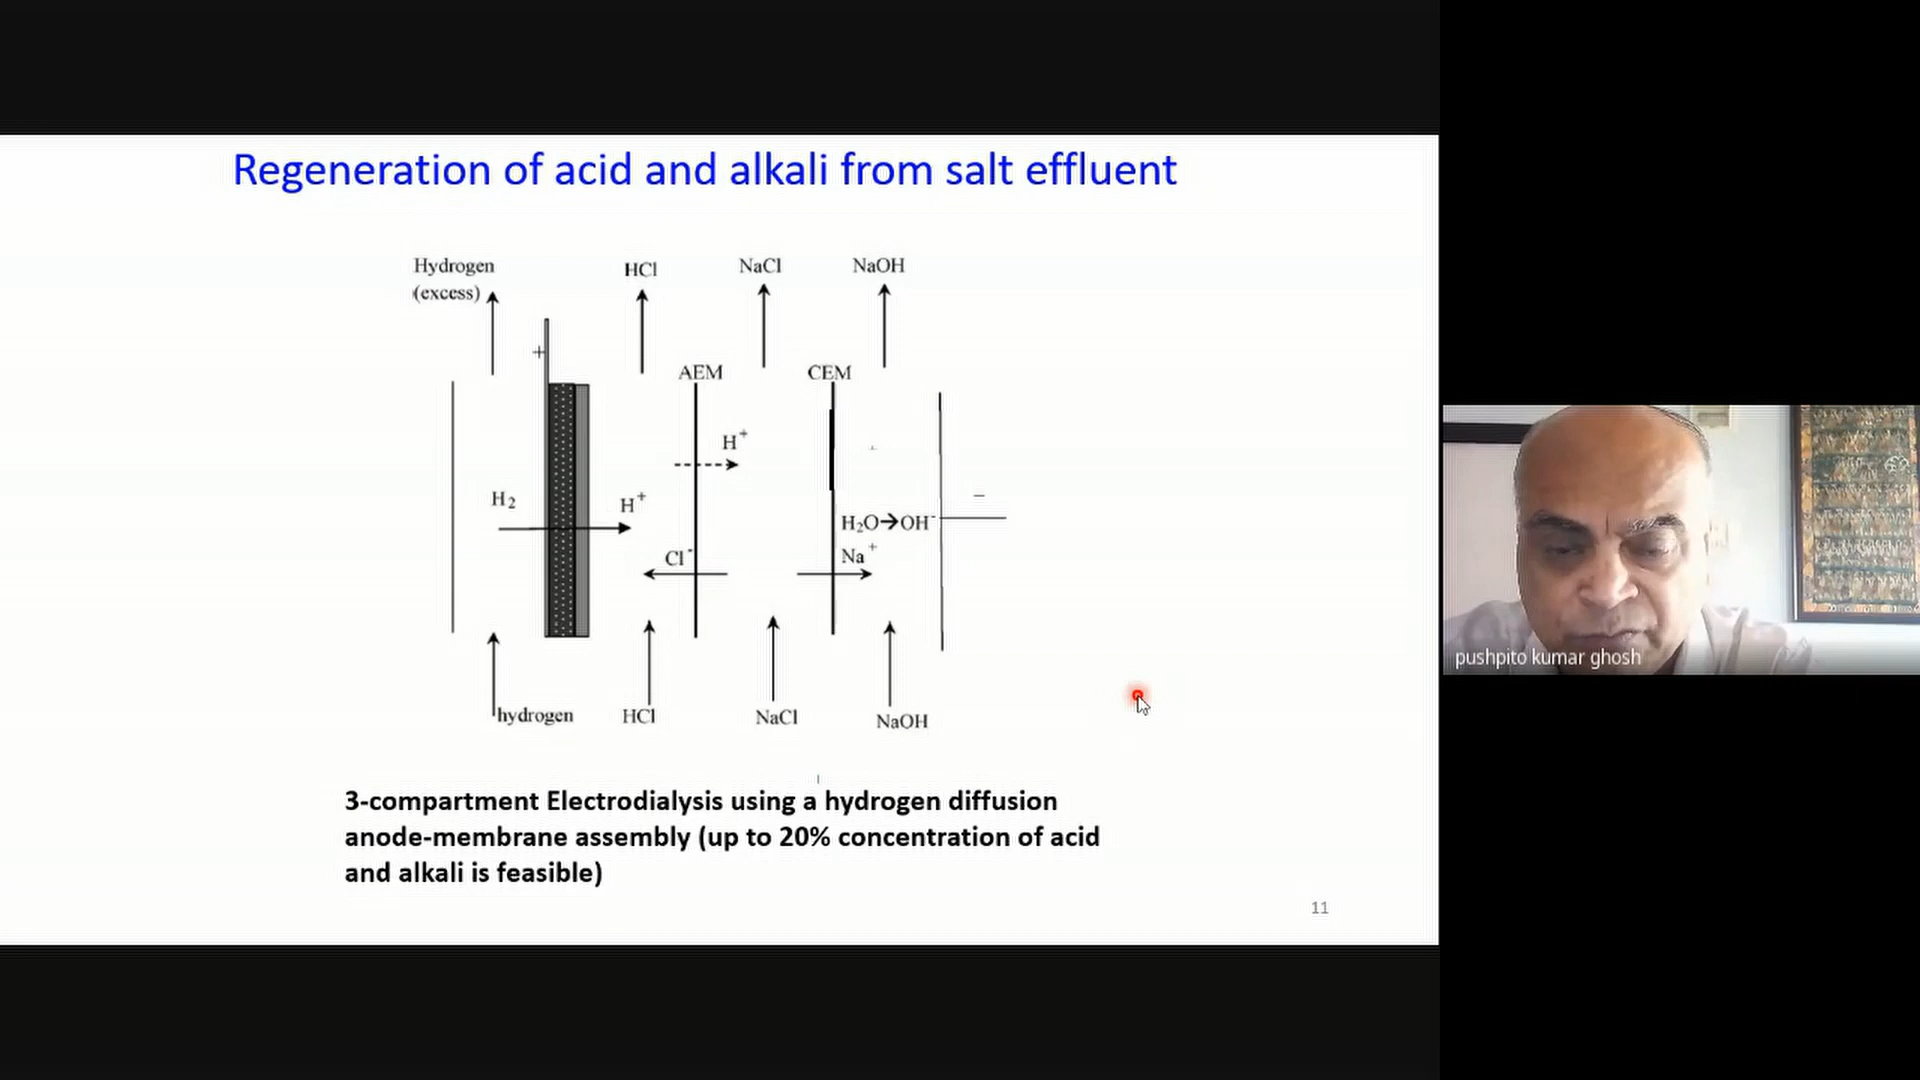 Regeneration of acid and alkali from salt effluent
Hydrogen
(excess)
HCl
NaCl
NaOH
+
AEM
CEM
H+
H2
H+
H2O→OH-
−
Cl-
Na+
hydrogen
HCl
NaCl
NaOH
3-compartment Electrodialysis using a hydrogen diffusion
anode-membrane assembly (up to 20% concentration of acid
and alkali is feasible)
11
pushpito kumar ghosh